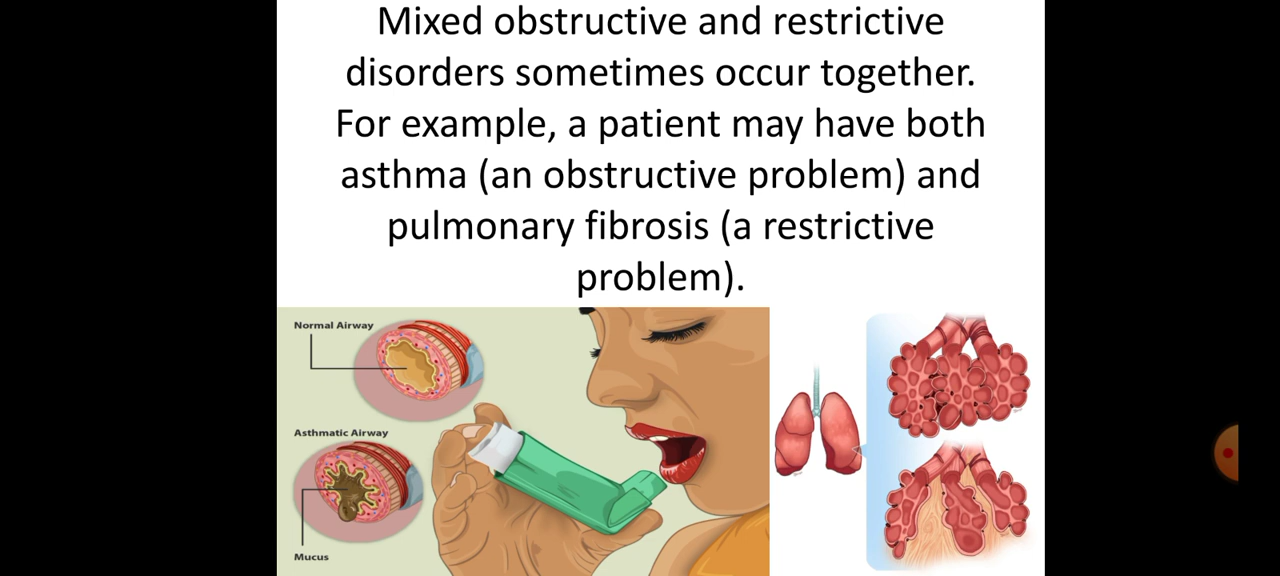 Mixed obstructive and restrictive
disorders sometimes occur together.
For example, a patient may have both
asthma (an obstructive problem) and
pulmonary fibrosis (a restrictive
problem).
Normal Airway
Asthmatic Airway
Mucus